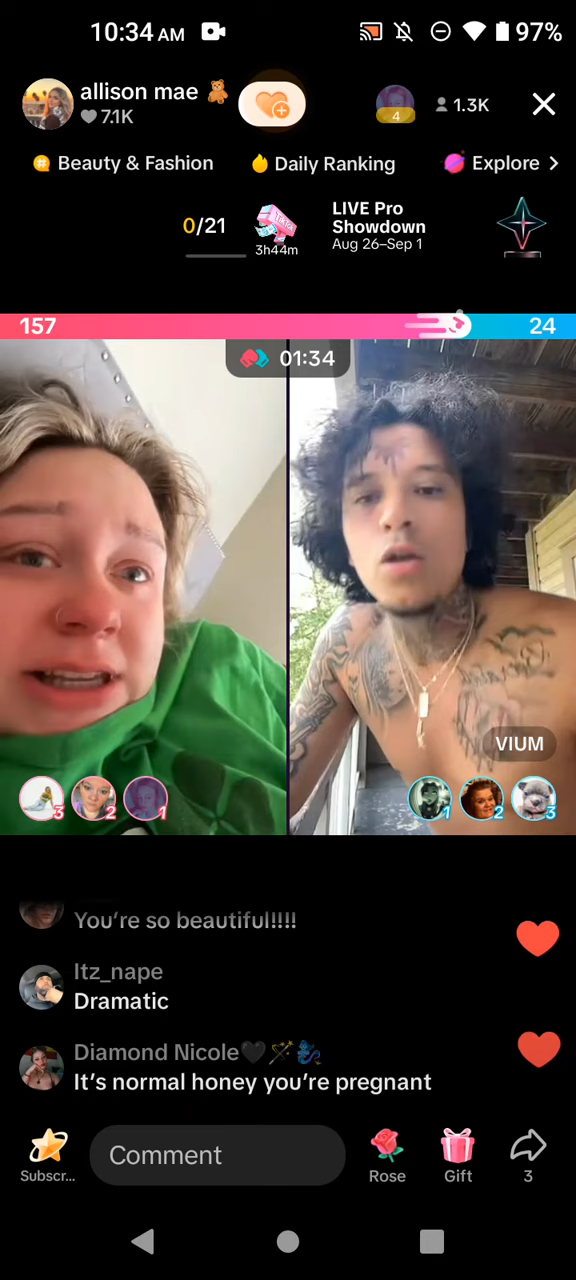 10:34 AM
97%
allison mae
7.1K
4
1.3K
Beauty & Fashion
Daily Ranking
Explore
0/21
TikTok
3h44m
LIVE Pro
Showdown
Aug 26–Sep 1
157
24
01:34
VIUM
3
2
1
1
2
3
You're so beautiful!!!!
Itz_nape
Dramatic
Diamond Nicole
It's normal honey you're pregnant
Subscr...
Comment
Rose
Gift
3